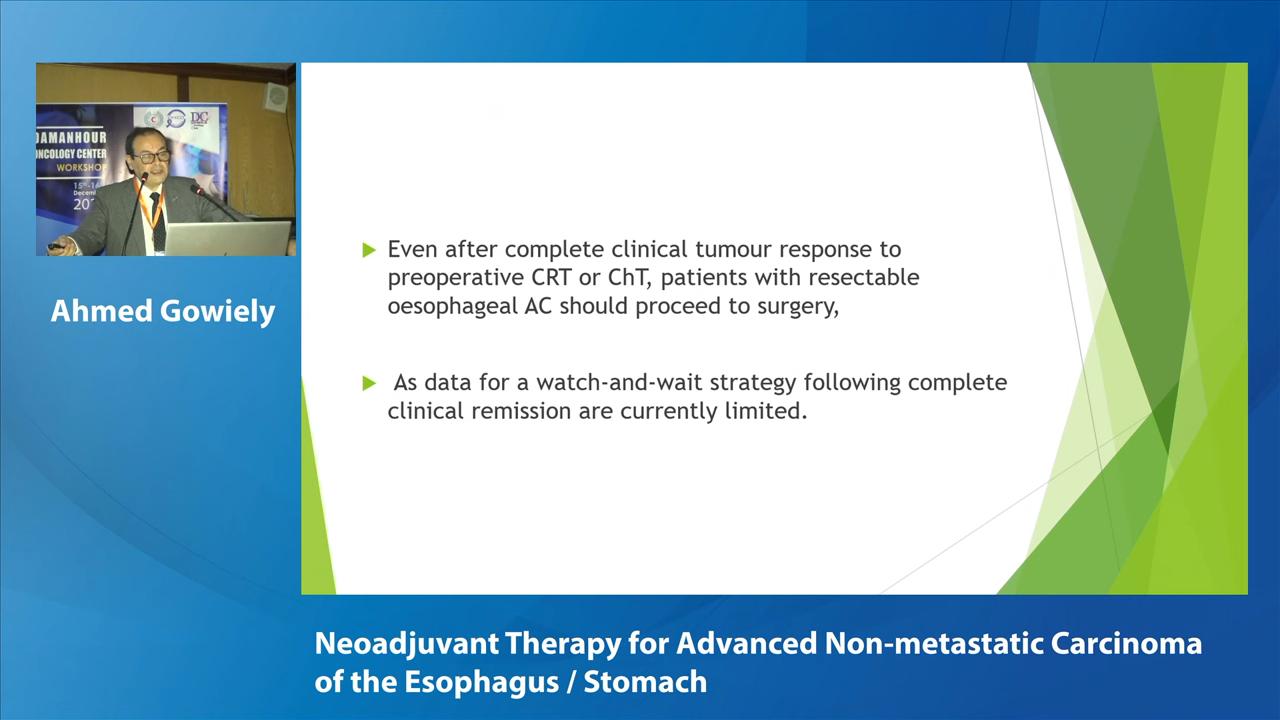 DAMANHOUR
ONCOLOGY CENTER
WORKSHOP
DC
Ahmed Gowiely
Even after complete clinical tumour response to
preoperative CRT or ChT, patients with resectable
oesophageal AC should proceed to surgery,
As data for a watch-and-wait strategy following complete
clinical remission are currently limited.
Neoadjuvant Therapy for Advanced Non-metastatic Carcinoma
of the Esophagus / Stomach